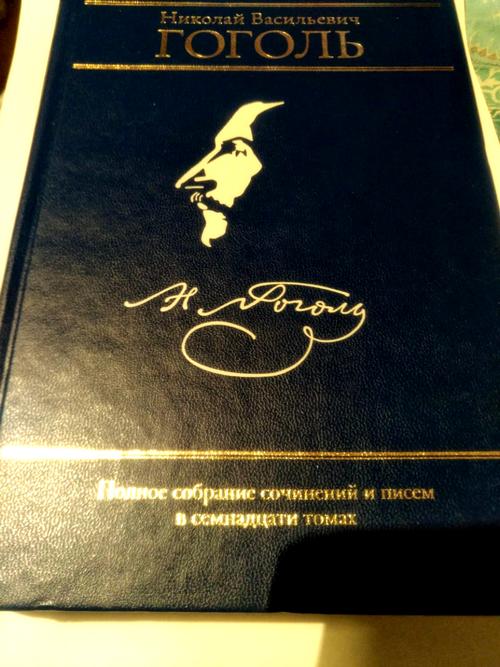 Николай Васильевич
ГОГОЛЬ
Н Гоголь
Полное собрание сочинений и писем
в семнадцати томах